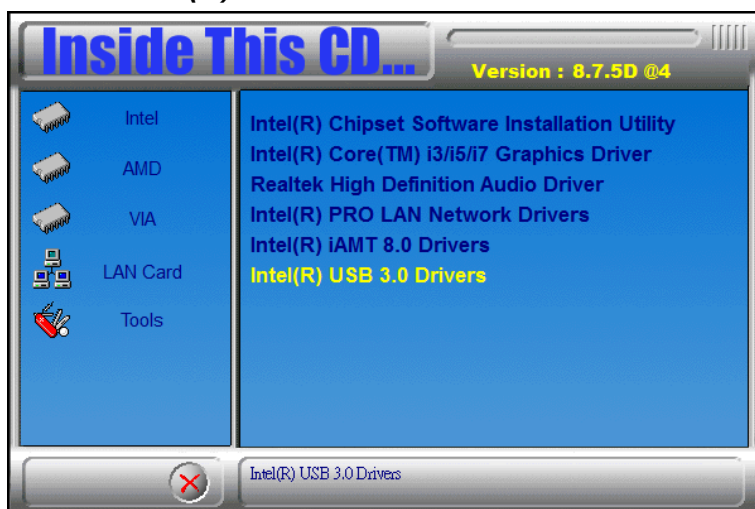 Inside This CD...
Version : 8.7.5D @4
Intel
AMD
VIA
LAN Card
Tools
Intel(R) Chipset Software Installation Utility
Intel(R) Core(TM) i3/i5/i7 Graphics Driver
Realtek High Definition Audio Driver
Intel(R) PRO LAN Network Drivers
Intel(R) iAMT 8.0 Drivers
Intel(R) USB 3.0 Drivers
Intel(R) USB 3.0 Drivers